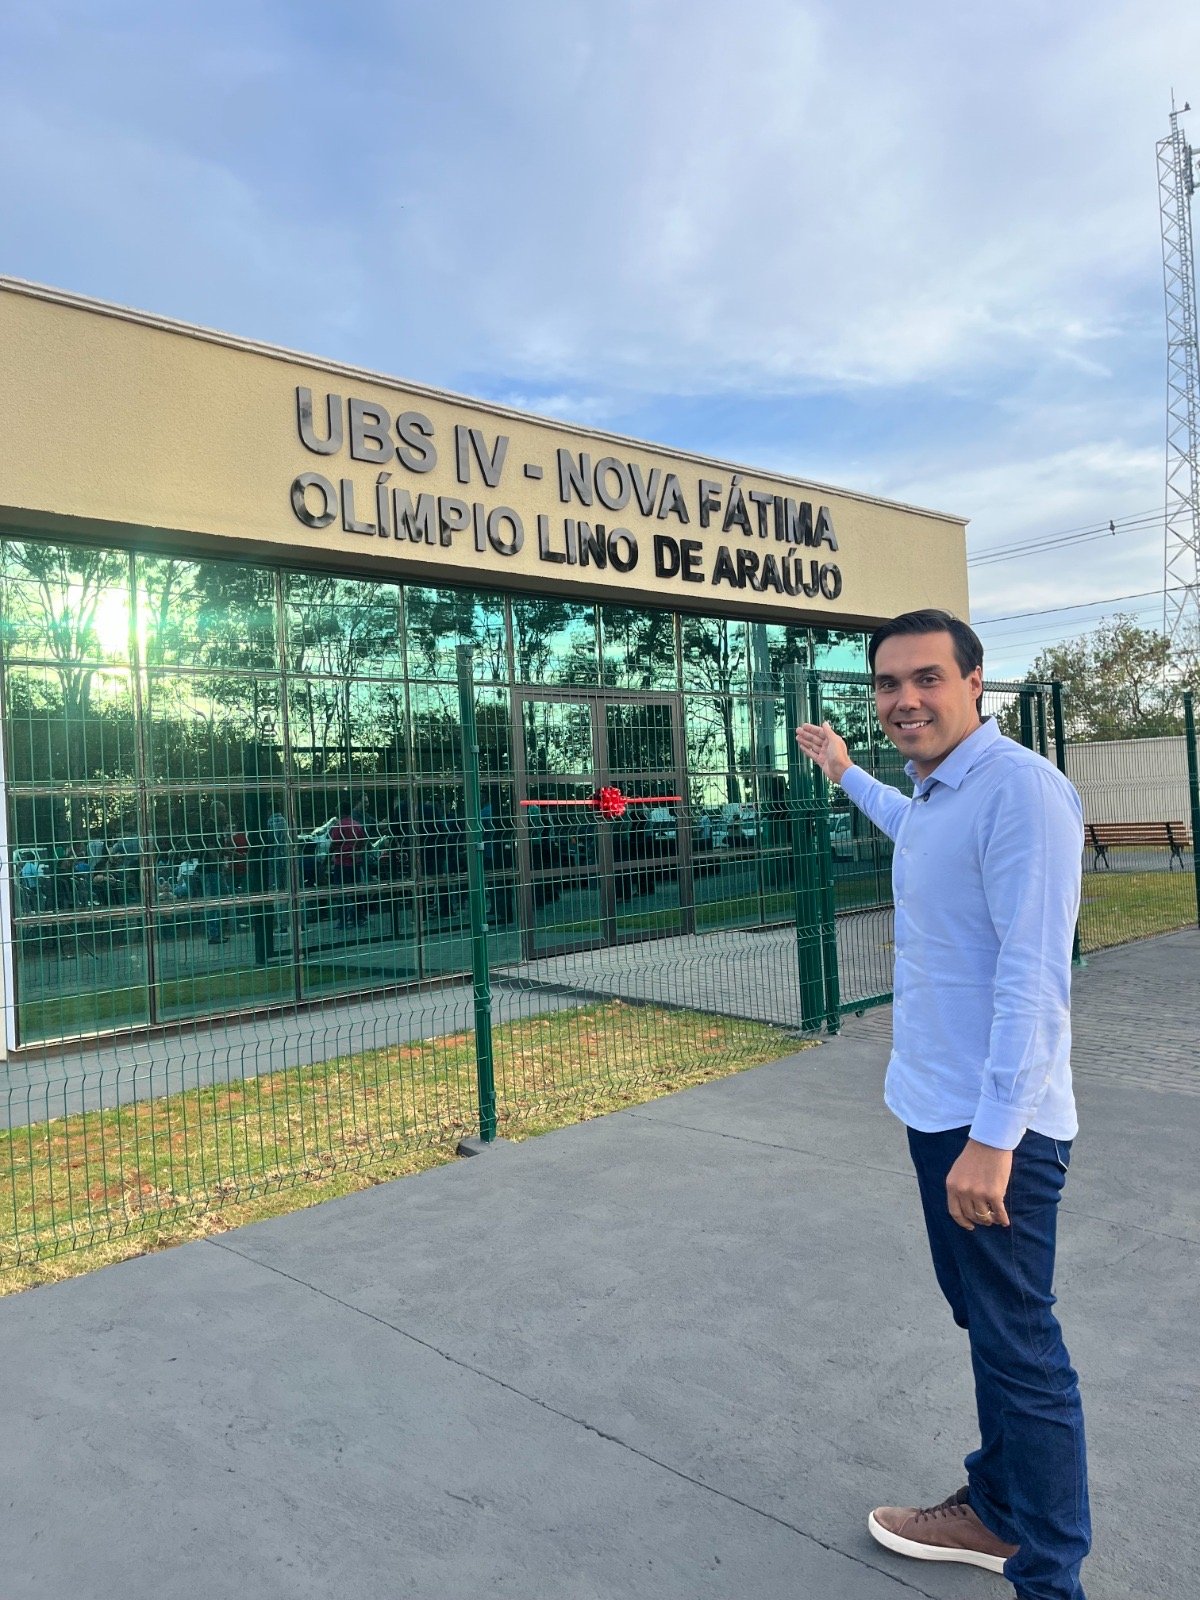 UBS IV - NOVA FÁTIMA
OLÍMPIO LINO DE ARAÚJO